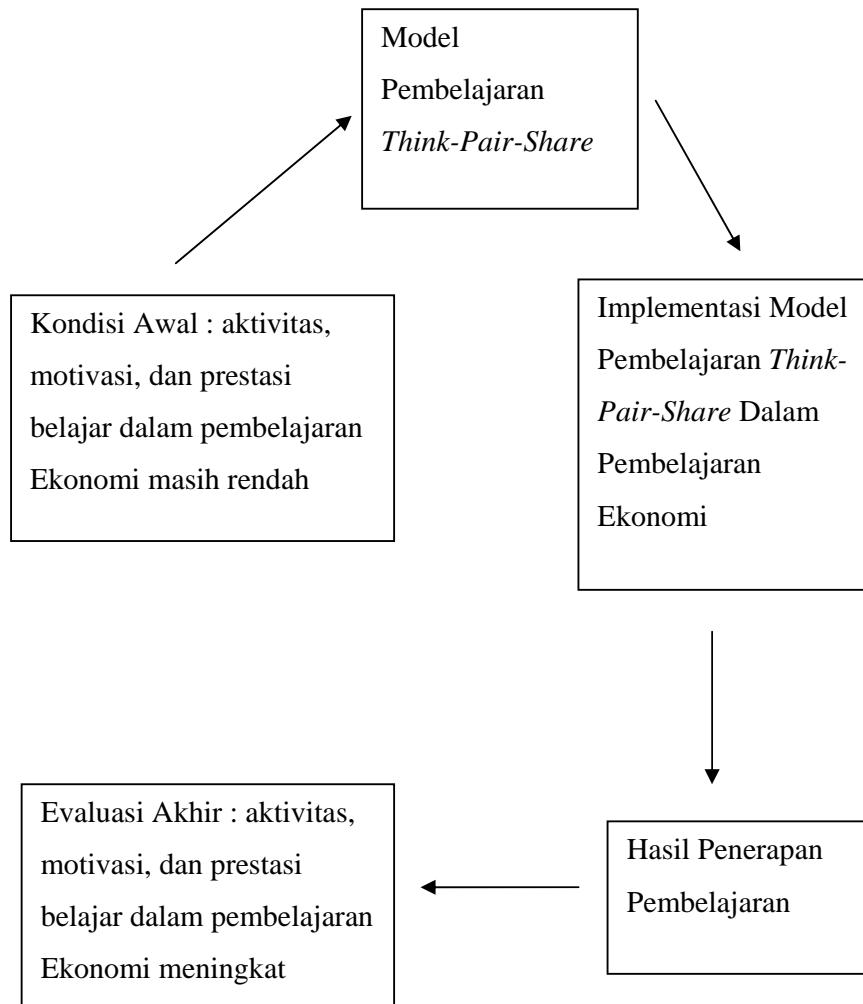 Model
Pembelajaran
Think-Pair-Share
Kondisi Awal : aktivitas,
motivasi, dan prestasi
belajar dalam pembelajaran
Ekonomi masih rendah
Implementasi Model
Pembelajaran Think-
Pair-Share Dalam
Pembelajaran
Ekonomi
Hasil Penerapan
Pembelajaran
Evaluasi Akhir : aktivitas,
motivasi, dan prestasi
belajar dalam pembelajaran
Ekonomi meningkat